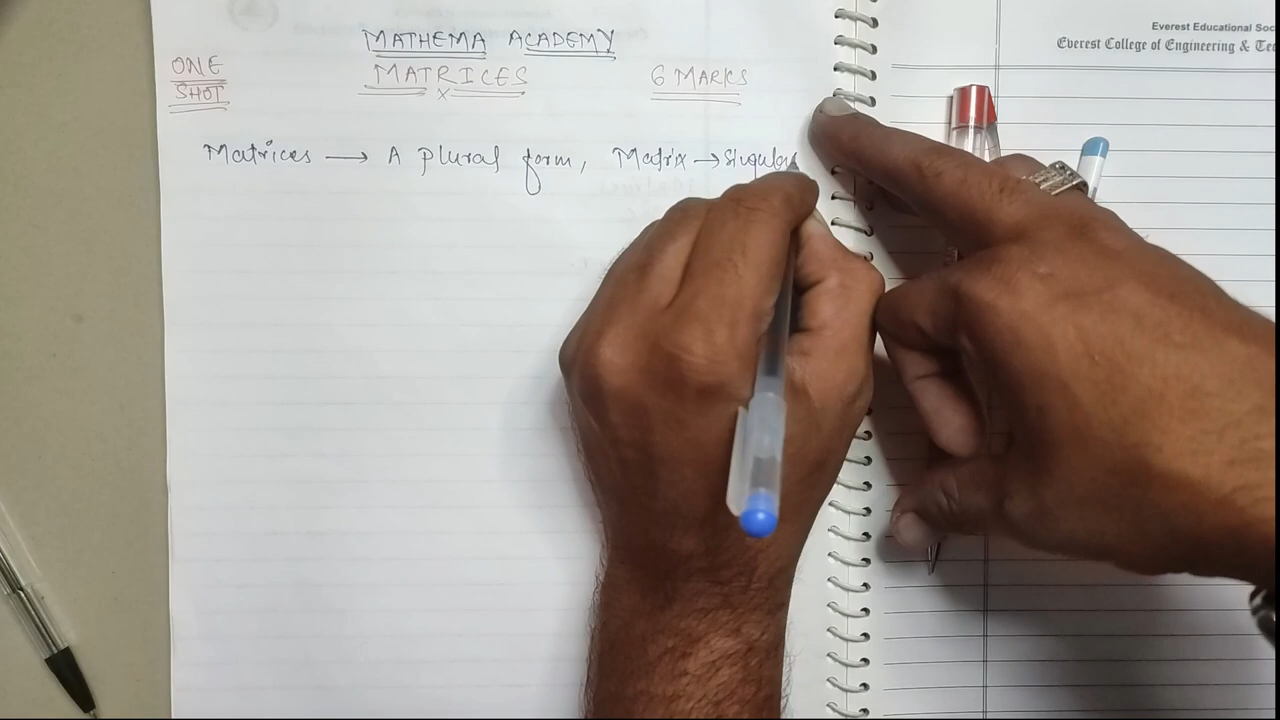 MATHEMA ACADEMY
ONE SHOT
MATRICES
6 MARKS
Matrices → A plural form, Matrix → Singular
Everest Educational Soc
Everest College of Engineering & Tec